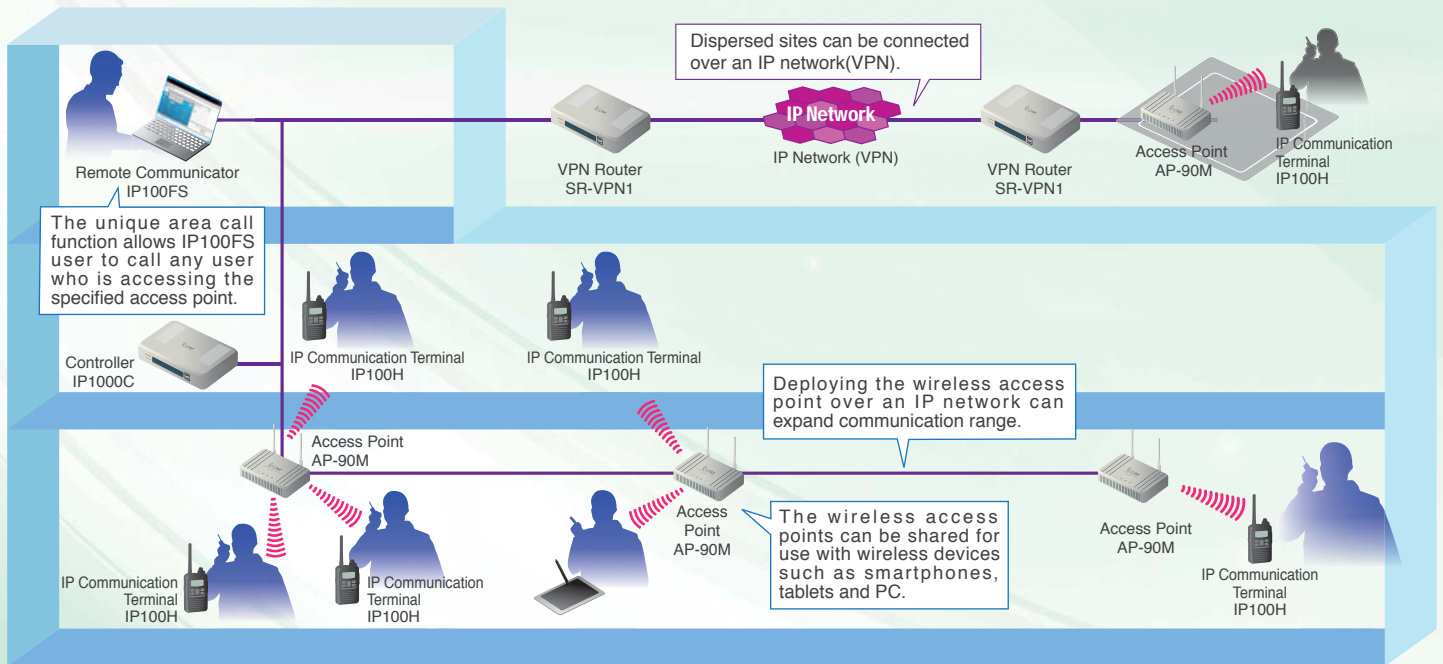 Dispersed sites can be connected
over an IP network(VPN).
IP Network
IP Network (VPN)
VPN Router
SR-VPN1
VPN Router
SR-VPN1
Access Point
AP-90M
IP Communication
Terminal
IP100H
Remote Communicator
IP100FS
The unique area call
function allows IP100FS
user to call any user
who is accessing the
specified access point.
Controller
IP1000C
IP Communication Terminal
IP100H
IP Communication Terminal
IP100H
Deploying the wireless access
point over an IP network can
expand communication range.
Access Point
AP-90M
Access
Point
AP-90M
The wireless access
points can be shared for
use with wireless devices
such as smartphones,
tablets and PC.
Access Point
AP-90M
IP Communication
Terminal
IP100H
IP Communication
Terminal
IP100H
IP Communication
Terminal
IP100H